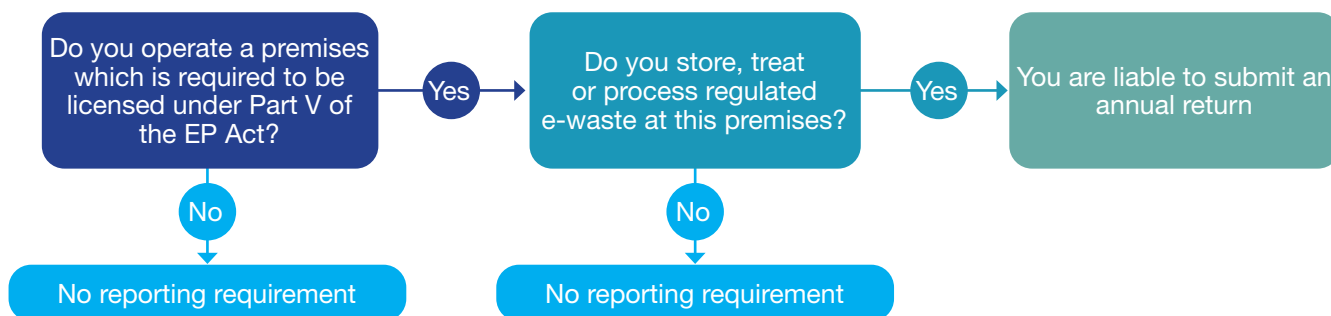 Do you operate a premises
which is required to be
licensed under Part V of
the EP Act?
Yes
Do you store, treat
or process regulated
e-waste at this premises?
Yes
You are liable to submit an
annual return
No
No
No reporting requirement
No reporting requirement